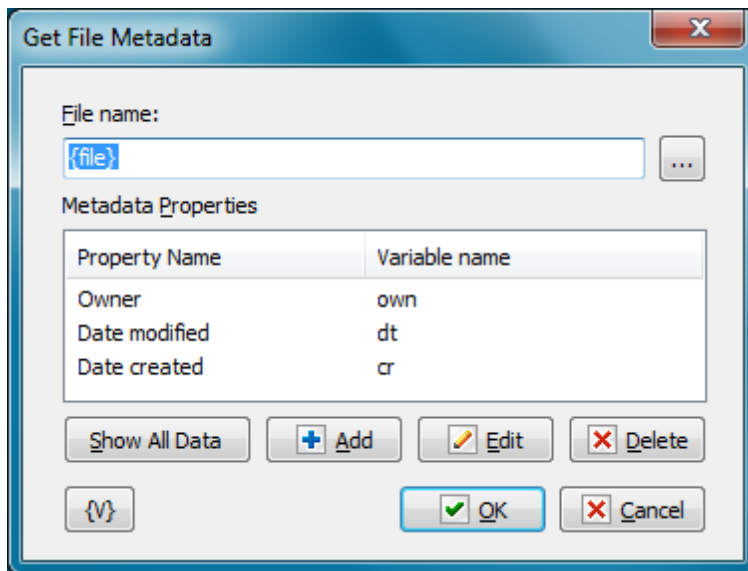 Get File Metadata
File name:
{file}
...
Metadata Properties
Property Name Variable name
Owner own
Date modified dt
Date created cr
Show All Data Add Edit Delete
{V} OK Cancel